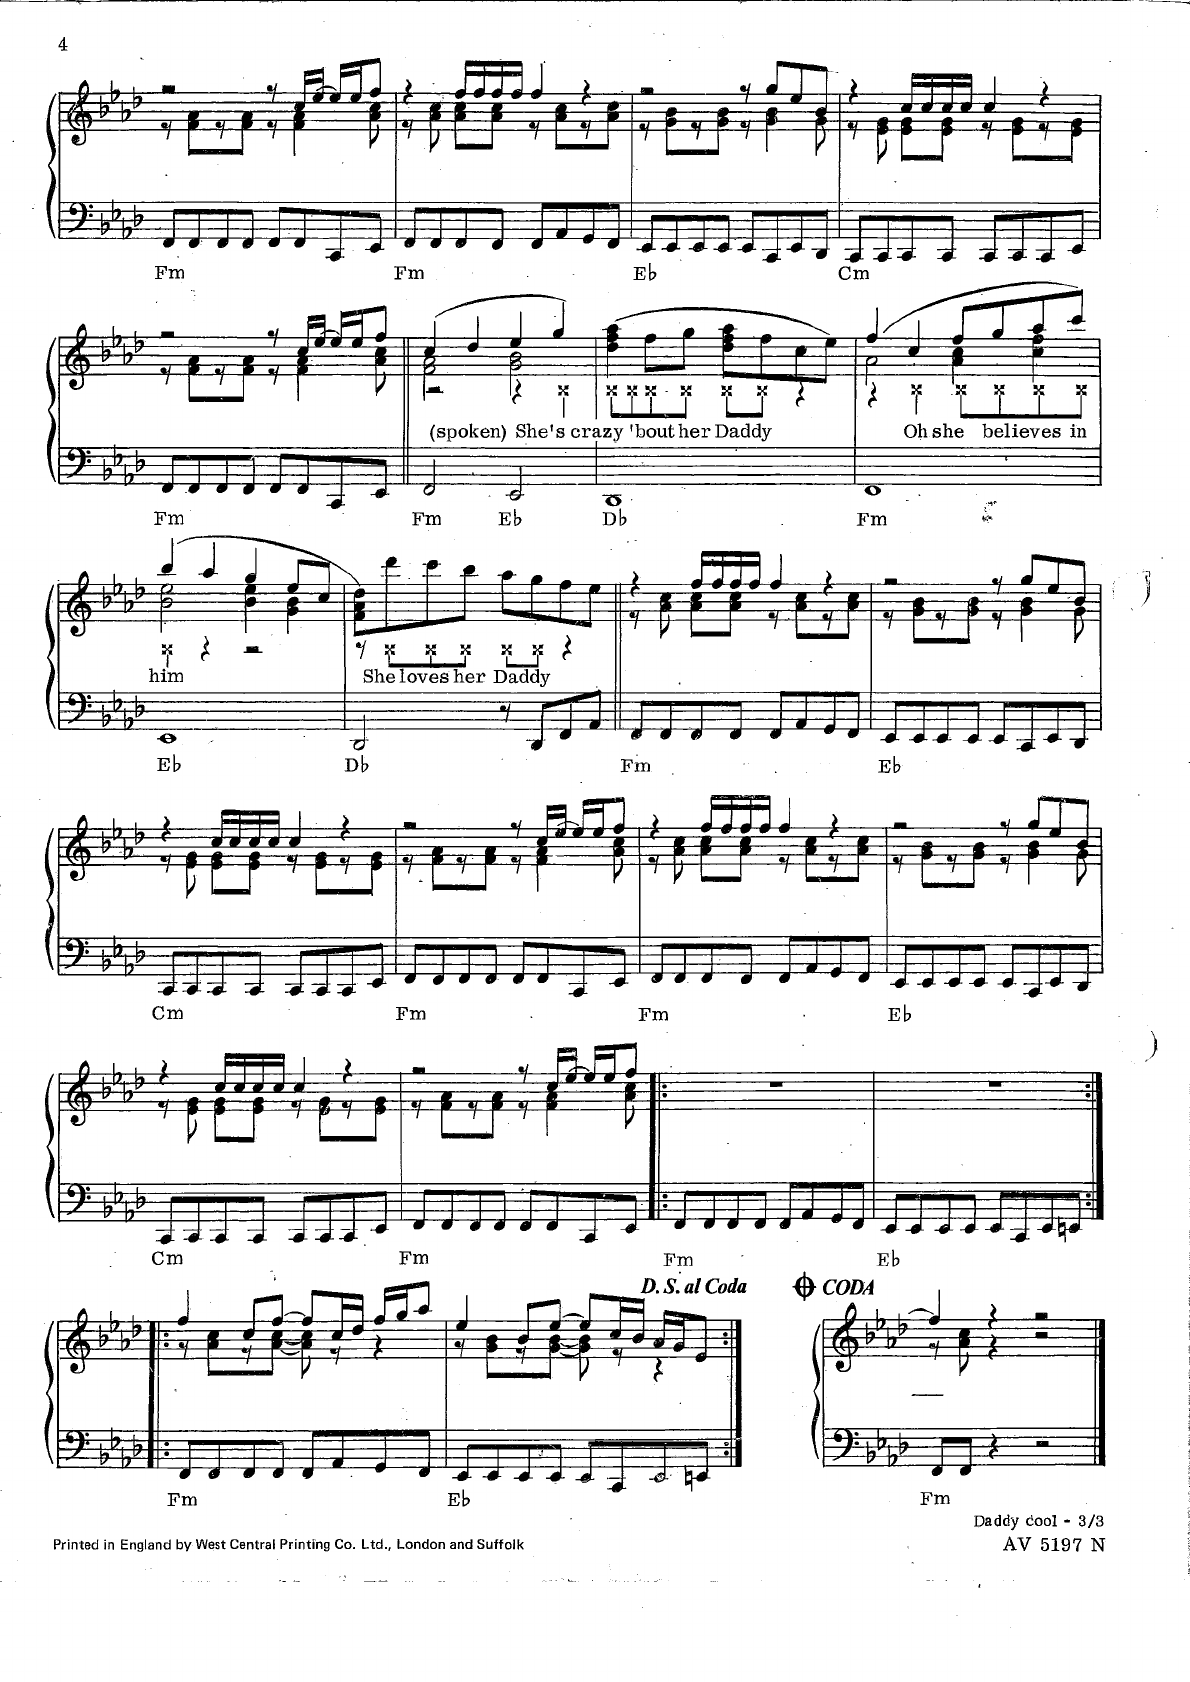 4
Fm Fm Eb Cm
(spoken) She's crazy 'bout her Daddy Oh she believes in
Fm Fm Eb Db Fm
him She loves her Daddy
Eb Db Fm Eb
Cm Fm Fm Eb
Cm Fm Fm Eb
D. S. al Coda CODA
Fm Eb Fm
Daddy cool - 3/3
Printed in England by West Central Printing Co. Ltd., London and Suffolk
AV 5197 N